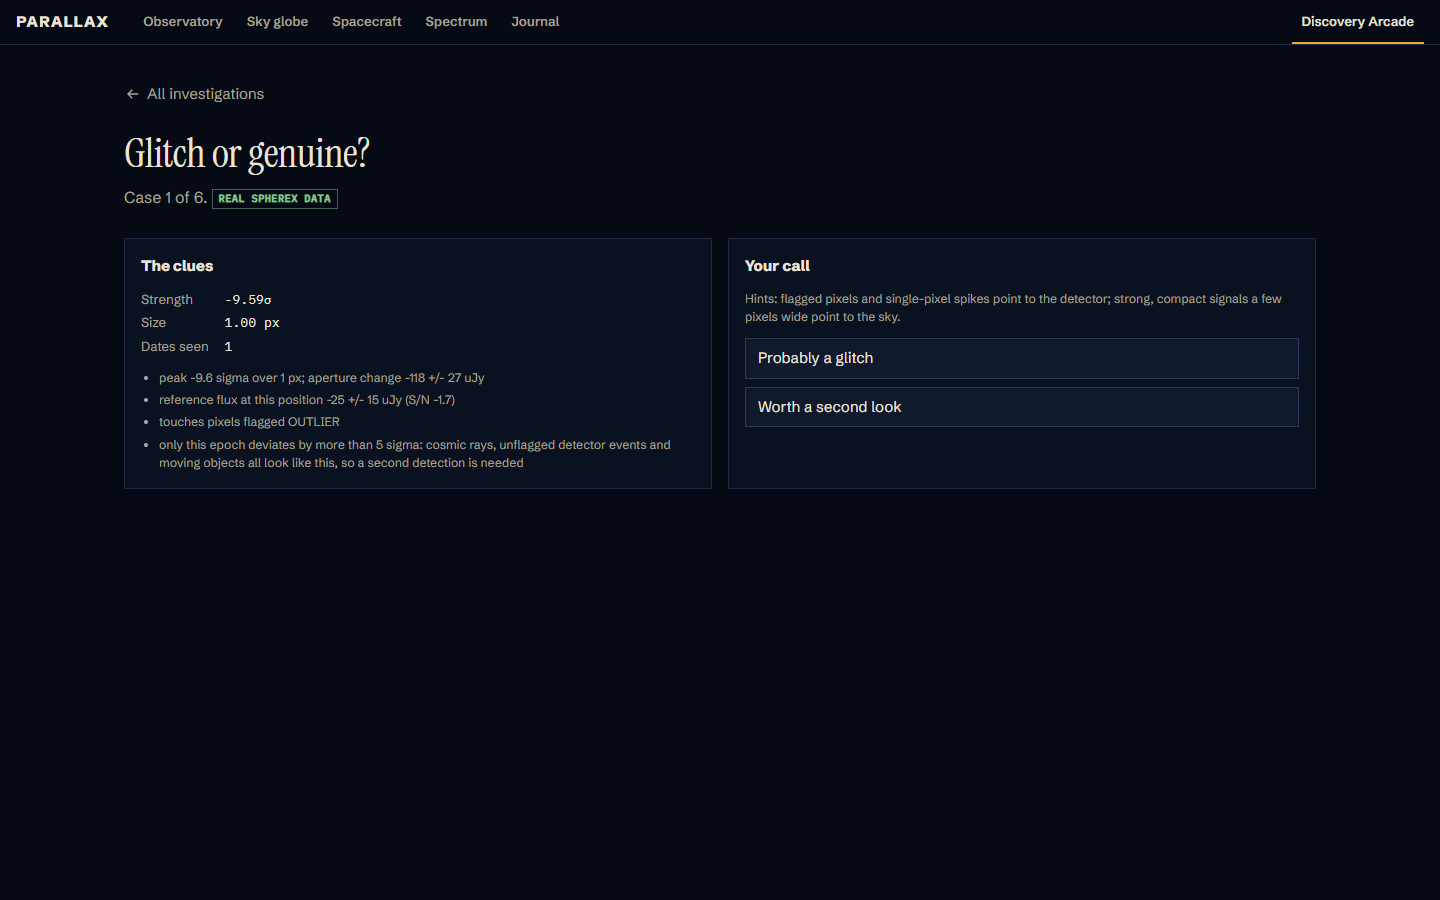 PARALLAX Observatory Sky globe Spacecraft Spectrum Journal Discovery Arcade
← All investigations
Glitch or genuine?
Case 1 of 6. REAL SPHEREX DATA
The clues
Strength -9.59σ
Size 1.00 px
Dates seen 1
• peak -9.6 sigma over 1 px; aperture change -118 +/- 27 uJy
• reference flux at this position -25 +/- 15 uJy (S/N -1.7)
• touches pixels flagged OUTLIER
• only this epoch deviates by more than 5 sigma: cosmic rays, unflagged detector events and
moving objects all look like this, so a second detection is needed
Your call
Hints: flagged pixels and single-pixel spikes point to the detector; strong, compact signals a few
pixels wide point to the sky.
Probably a glitch
Worth a second look